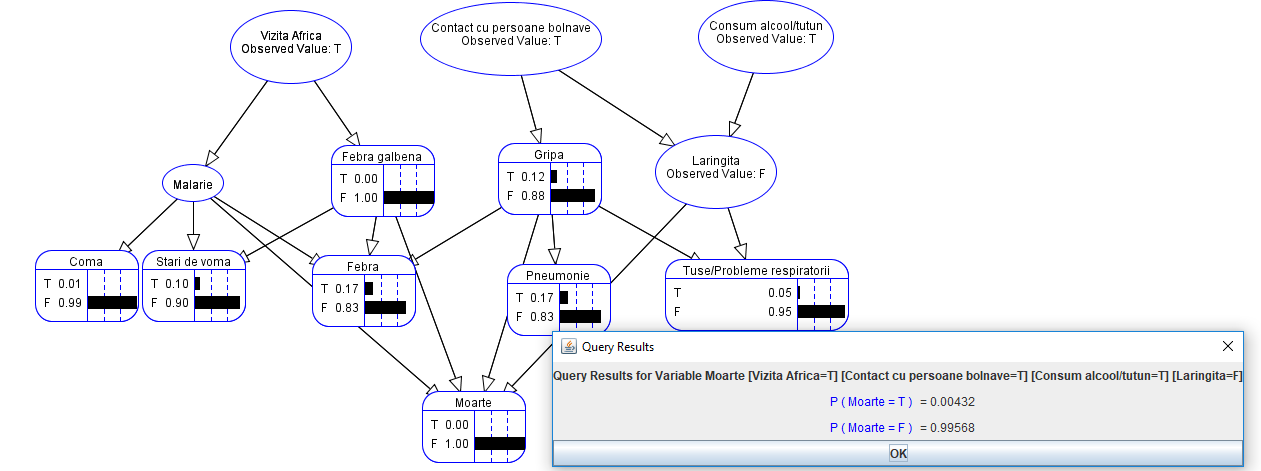 Vizita Africa
Observed Value: T
Contact cu persoane bolnave
Observed Value: T
Consum alcool/tutun
Observed Value: T
Malarie
Febra galbena
T 0.00
F 1.00
Gripa
T 0.12
F 0.88
Laringita
Observed Value: F
Coma
T 0.01
F 0.99
Stari de voma
T 0.10
F 0.90
Febra
T 0.17
F 0.83
Pneumonie
T 0.17
F 0.83
Tuse/Probleme respiratorii
T 0.05
F 0.95
Moarte
T 0.00
F 1.00
Query Results
Query Results for Variable Moarte [Vizita Africa=T] [Contact cu persoane bolnave=T] [Consum alcool/tutun=T] [Laringita=F]
P ( Moarte = T ) = 0.00432
P ( Moarte = F ) = 0.99568
OK